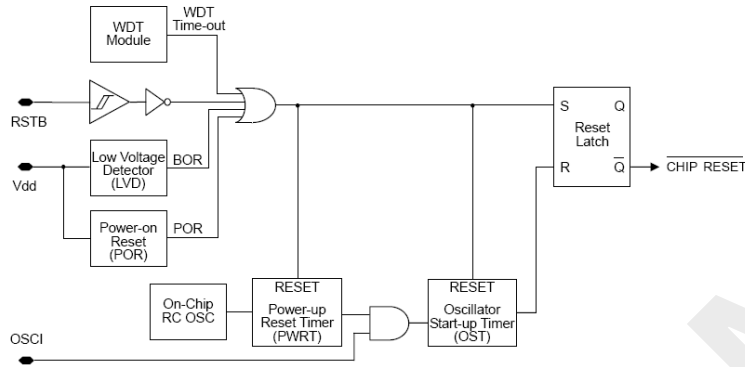 WDT
Module
WDT
Time-out
RSTB
Low Voltage
Detector
(LVD)
BOR
Vdd
Power-on
Reset
(POR)
POR
S
Q
Reset
Latch
R
Q
CHIP RESET
On-Chip
RC OSC
RESET
Power-up
Reset Timer
(PWRT)
RESET
Oscillator
Start-up Timer
(OST)
OSCI